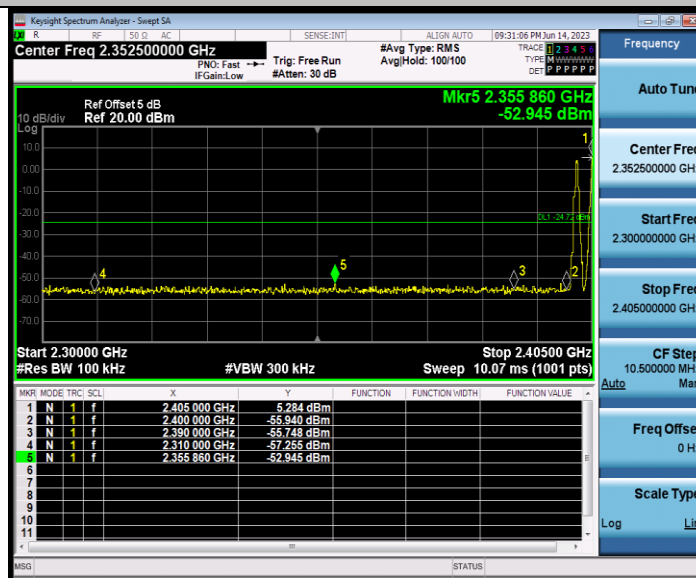 Keysight Spectrum Analyzer - Swept SA
LXI R RF 50 Ω AC SENSE:INT ALIGN AUTO 09:31:06 PM Jun 14, 2023
Center Freq 2.352500000 GHz
PNO: Fast
IFGain:Low
Trig: Free Run
#Atten: 30 dB
#Avg Type: RMS
Avg|Hold: 100/100
TRACE 1 2 3 4 5 6
TYPE M W W W W W
DET P P P P P P
Mkr5 2.355 860 GHz
-52.945 dBm
Ref Offset 5 dB
10 dB/div Ref 20.00 dBm
Log
10.0
0.00
-10.0
-20.0
-30.0
-40.0
-50.0
-60.0
-70.0
DL1 -24.72 dBm
1
2
3
4
5
Start 2.30000 GHz Stop 2.40500 GHz
#Res BW 100 kHz #VBW 300 kHz Sweep 10.07 ms (1001 pts)
MKR MODE TRC SCL X Y FUNCTION FUNCTION WIDTH FUNCTION VALUE
1 N 1 f 2.405 000 GHz 5.284 dBm
2 N 1 f 2.400 000 GHz -55.940 dBm
3 N 1 f 2.390 000 GHz -55.748 dBm
4 N 1 f 2.310 000 GHz -57.255 dBm
5 N 1 f 2.355 860 GHz -52.945 dBm
6
7
8
9
10
11
MSG STATUS
Frequency
Auto Tune
Center Freq
2.352500000 GHz
Start Freq
2.300000000 GHz
Stop Freq
2.405000000 GHz
CF Step
10.500000 MHz
Auto Man
Freq Offset
0 Hz
Scale Type
Log Lin